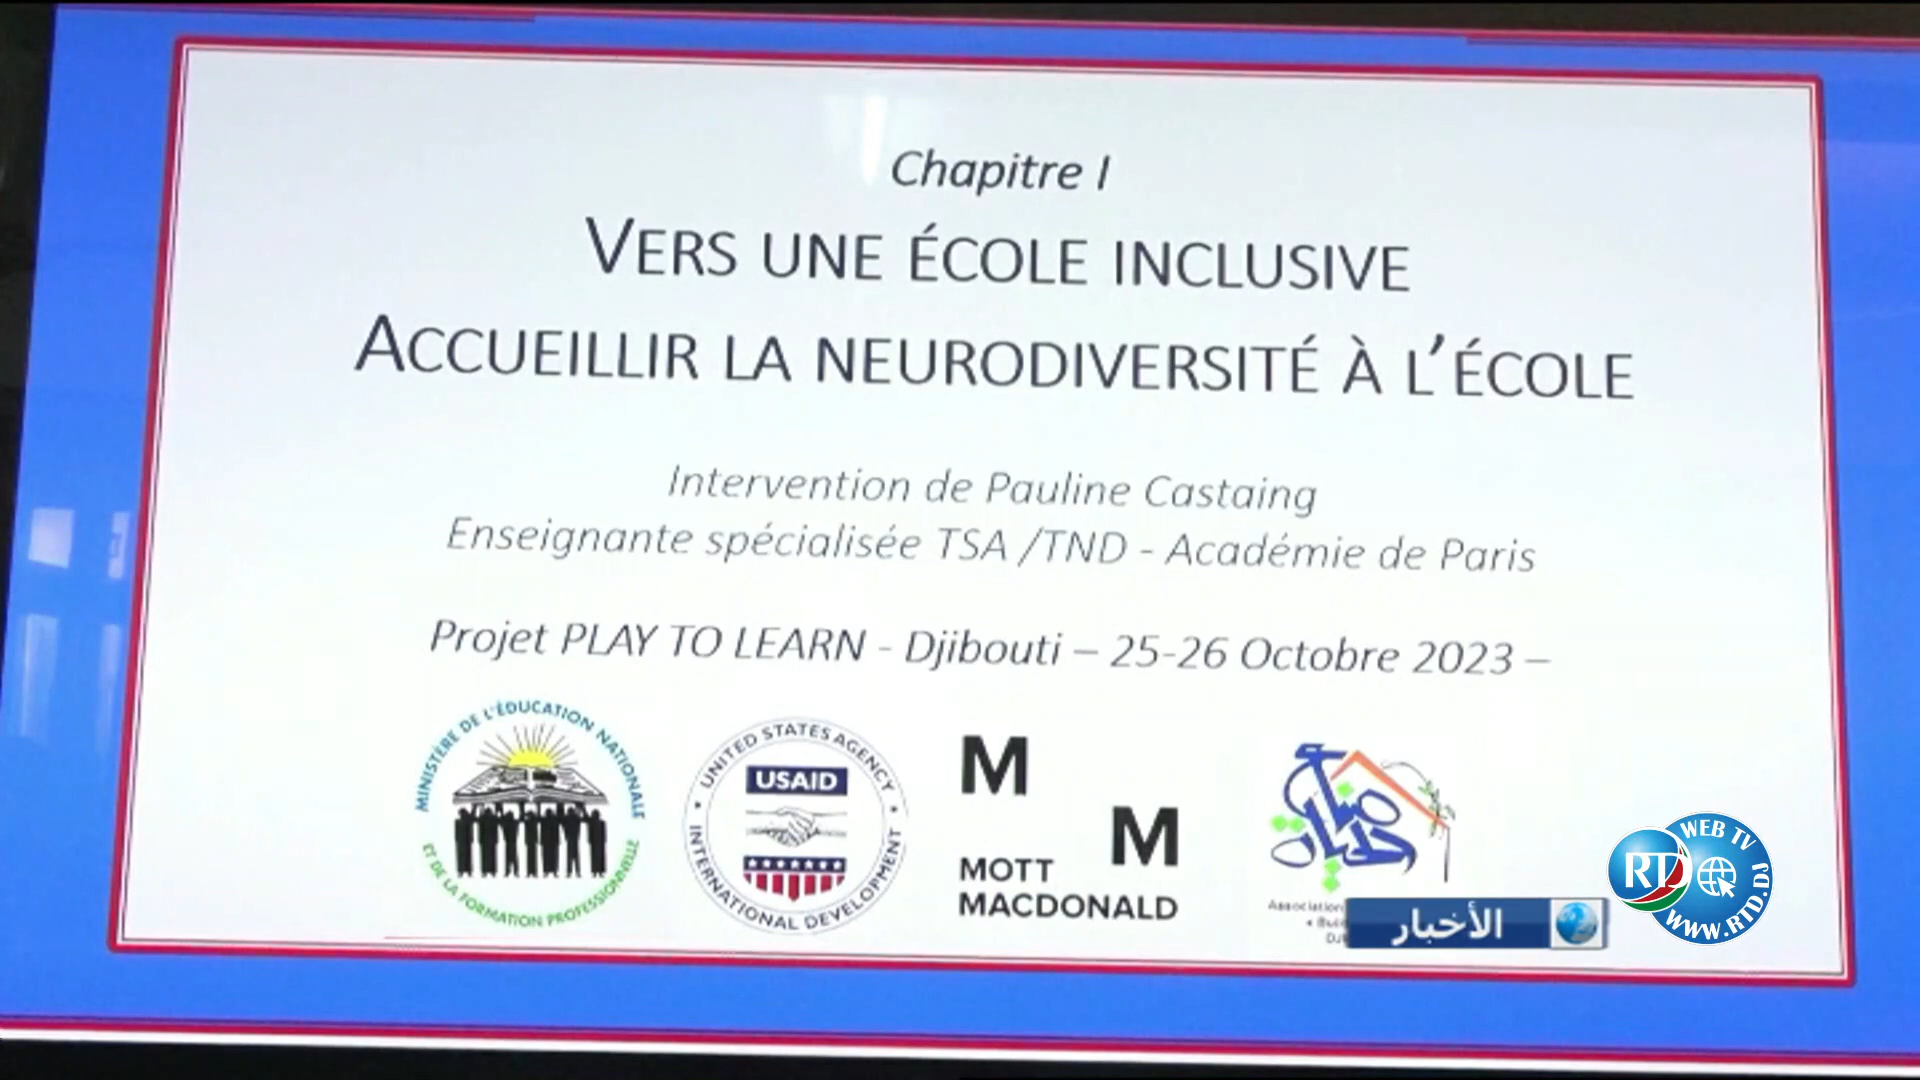 Chapitre I
VERS UNE ÉCOLE INCLUSIVE
ACCUEILLIR LA NEURODIVERSITÉ À L'ÉCOLE
Intervention de Pauline Castaing
Enseignante spécialisée TSA /TND - Académie de Paris
Projet PLAY TO LEARN - Djibouti – 25-26 Octobre 2023 –
MINISTÈRE DE L'ÉDUCATION NATIONALE
ET DE LA FORMATION PROFESSIONNELLE
UNITED STATES AGENCY
USAID
INTERNATIONAL DEVELOPMENT
M
M
MOTT
MACDONALD
Association
الأخبار
WEB TV
RTD
WWW.RTD.DJ